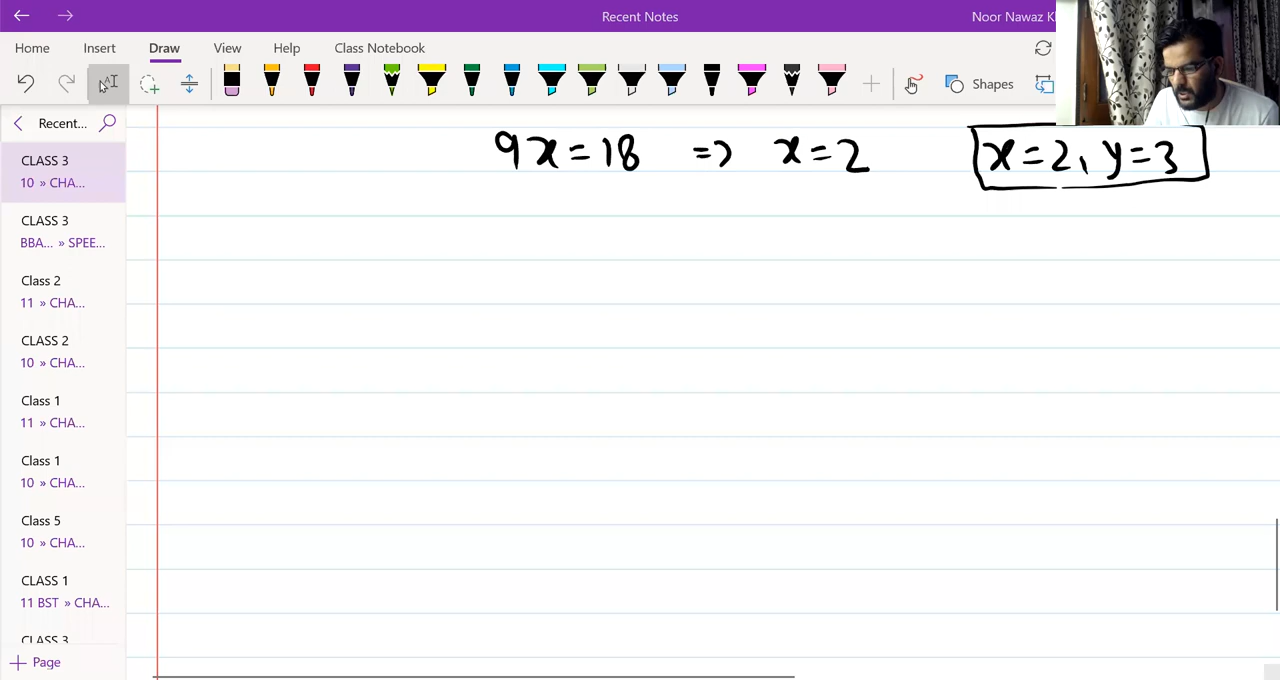 Recent Notes
Noor Nawaz
Home Insert Draw View Help Class Notebook
Shapes
Recent...
CLASS 3
10 » CHA...
CLASS 3
BBA... » SPEE...
Class 2
11 » CHA...
CLASS 2
10 » CHA...
Class 1
11 » CHA...
Class 1
10 » CHA...
Class 5
10 » CHA...
CLASS 1
11 BST » CHA...
CLASS 3
Page
9x=18 => x=2 x=2, y=3